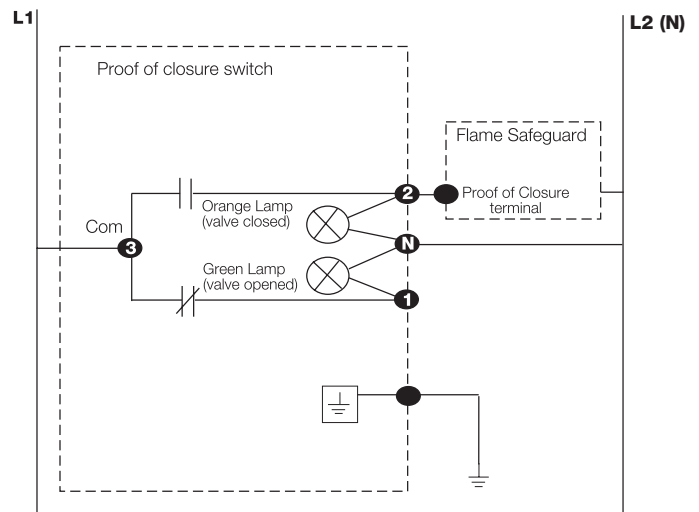 L1
L2 (N)
Proof of closure switch
Flame Safeguard
2
Proof of Closure
terminal
Orange Lamp
(valve closed)
Com
3
N
Green Lamp
(valve opened)
1